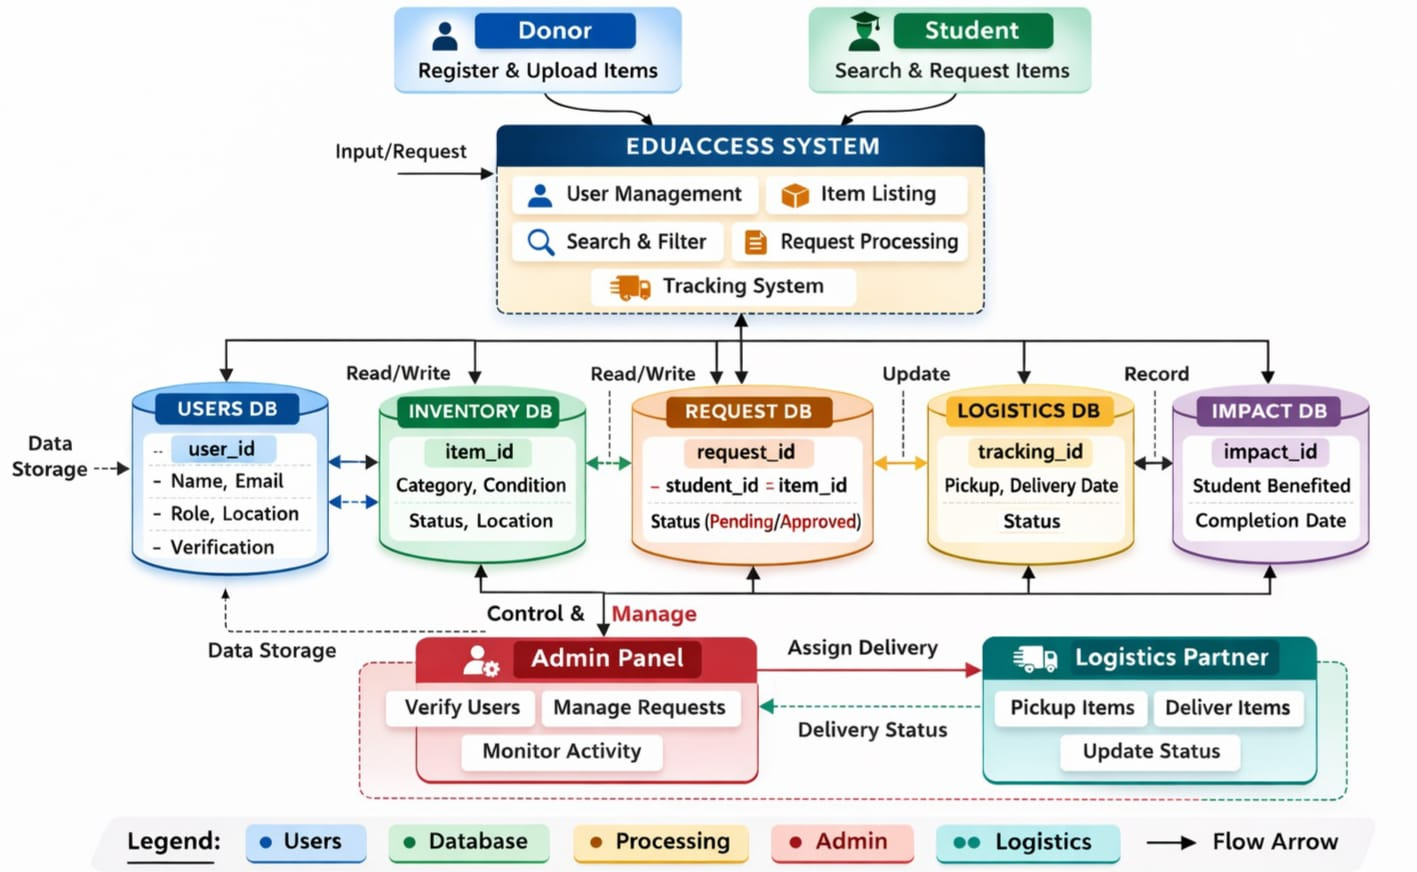 Donor
Register & Upload Items
Student
Search & Request Items
Input/Request
EDUACCESS SYSTEM
User Management
Item Listing
Search & Filter
Request Processing
Tracking System
Read/Write
Read/Write
Update
Record
Data Storage
USERS DB
-- user_id
- Name, Email
- Role, Location
- Verification
INVENTORY DB
item_id
Category, Condition
Status, Location
REQUEST DB
request_id
- student_id = item_id
Status (Pending/Approved)
LOGISTICS DB
tracking_id
Pickup, Delivery Date
Status
IMPACT DB
impact_id
Student Benefited
Completion Date
Control & Manage
Data Storage
Admin Panel
Verify Users
Manage Requests
Monitor Activity
Assign Delivery
Delivery Status
Logistics Partner
Pickup Items
Deliver Items
Update Status
Legend: Users Database Processing Admin Logistics Flow Arrow